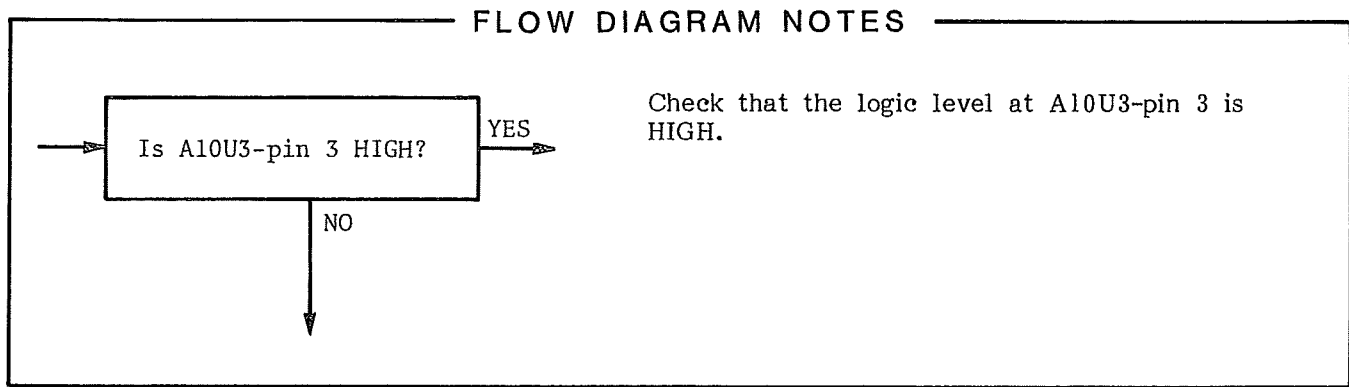 FLOW DIAGRAM NOTES
Is A10U3-pin 3 HIGH?
YES
NO
Check that the logic level at A10U3-pin 3 is
HIGH.